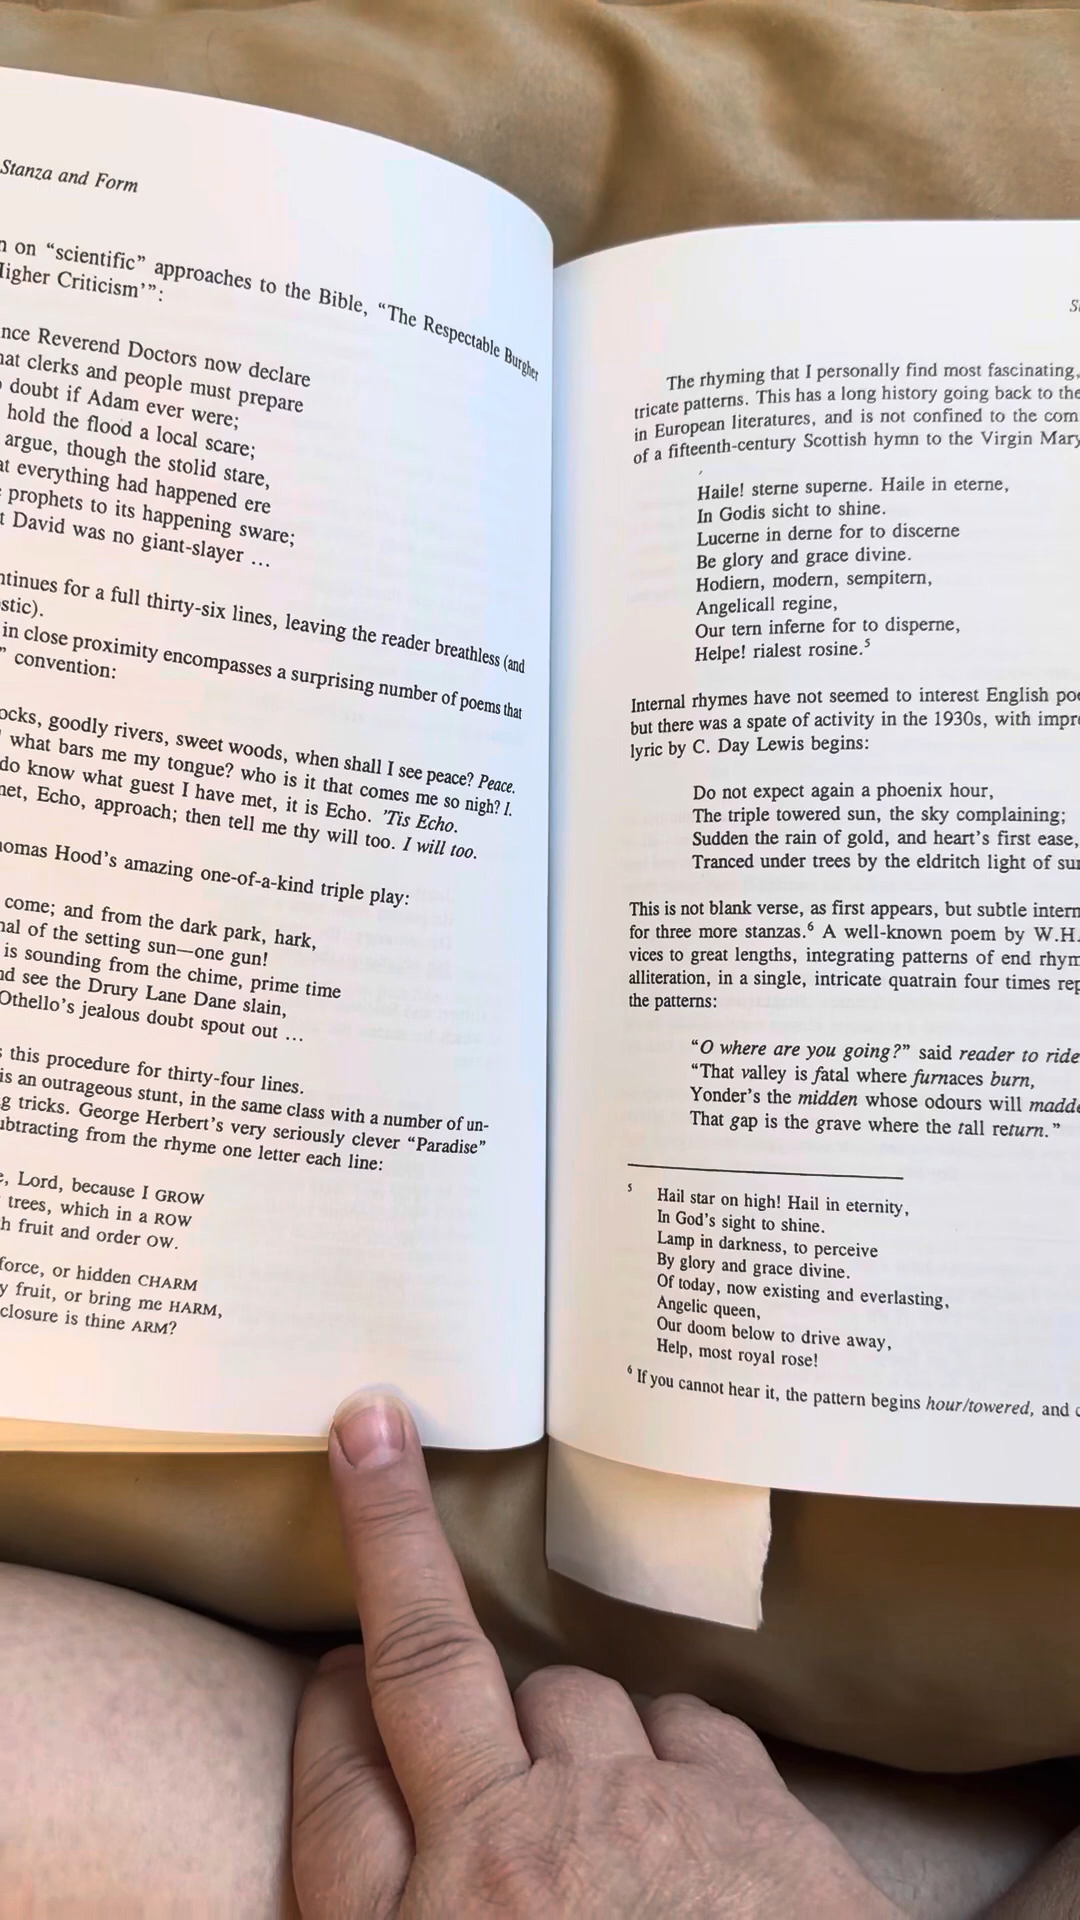 Stanza and Form
on "scientific" approaches to the Bible, "The Respectable Burgher
Higher Criticism'":
nce Reverend Doctors now declare
hat clerks and people must prepare
doubt if Adam ever were;
hold the flood a local scare;
argue, though the stolid stare,
at everything had happened ere
prophets to its happening sware;
t David was no giant-slayer ...
ntinues for a full thirty-six lines, leaving the reader breathless (and
stic).
in close proximity encompasses a surprising number of poems that
" convention:
ocks, goodly rivers, sweet woods, when shall I see peace? Peace.
what bars me my tongue? who is it that comes me so nigh? I.
do know what guest I have met, it is Echo. 'Tis Echo.
met, Echo, approach; then tell me thy will too. I will too.
homas Hood's amazing one-of-a-kind triple play:
come; and from the dark park, hark,
nal of the setting sun—one gun!
is sounding from the chime, prime time
nd see the Drury Lane Dane slain,
Othello's jealous doubt spout out ...
s this procedure for thirty-four lines.
is an outrageous stunt, in the same class with a number of un-
g tricks. George Herbert's very seriously clever "Paradise"
ubtracting from the rhyme one letter each line:
e, Lord, because I GROW
trees, which in a ROW
h fruit and order OW.
force, or hidden CHARM
y fruit, or bring me HARM,
closure is thine ARM?
The rhyming that I personally find most fascinating,
tricate patterns. This has a long history going back to the
in European literatures, and is not confined to the com
of a fifteenth-century Scottish hymn to the Virgin Mary
Haile! sterne superne. Haile in eterne,
In Godis sicht to shine.
Lucerne in derne for to discerne
Be glory and grace divine.
Hodiern, modern, sempitern,
Angelicall regine,
Our tern inferne for to disperne,
Helpe! rialest rosine.5
Internal rhymes have not seemed to interest English poe
but there was a spate of activity in the 1930s, with impre
lyric by C. Day Lewis begins:
Do not expect again a phoenix hour,
The triple towered sun, the sky complaining;
Sudden the rain of gold, and heart's first ease,
Tranced under trees by the eldritch light of sun
This is not blank verse, as first appears, but subtle intern
for three more stanzas.6 A well-known poem by W.H.
vices to great lengths, integrating patterns of end rhym
alliteration, in a single, intricate quatrain four times rep
the patterns:
"O where are you going?" said reader to ride
"That valley is fatal where furnaces burn,
Yonder's the midden whose odours will madde
That gap is the grave where the tall return."
5 Hail star on high! Hail in eternity,
In God's sight to shine.
Lamp in darkness, to perceive
By glory and grace divine.
Of today, now existing and everlasting,
Angelic queen,
Our doom below to drive away,
Help, most royal rose!
6 If you cannot hear it, the pattern begins hour/towered, and